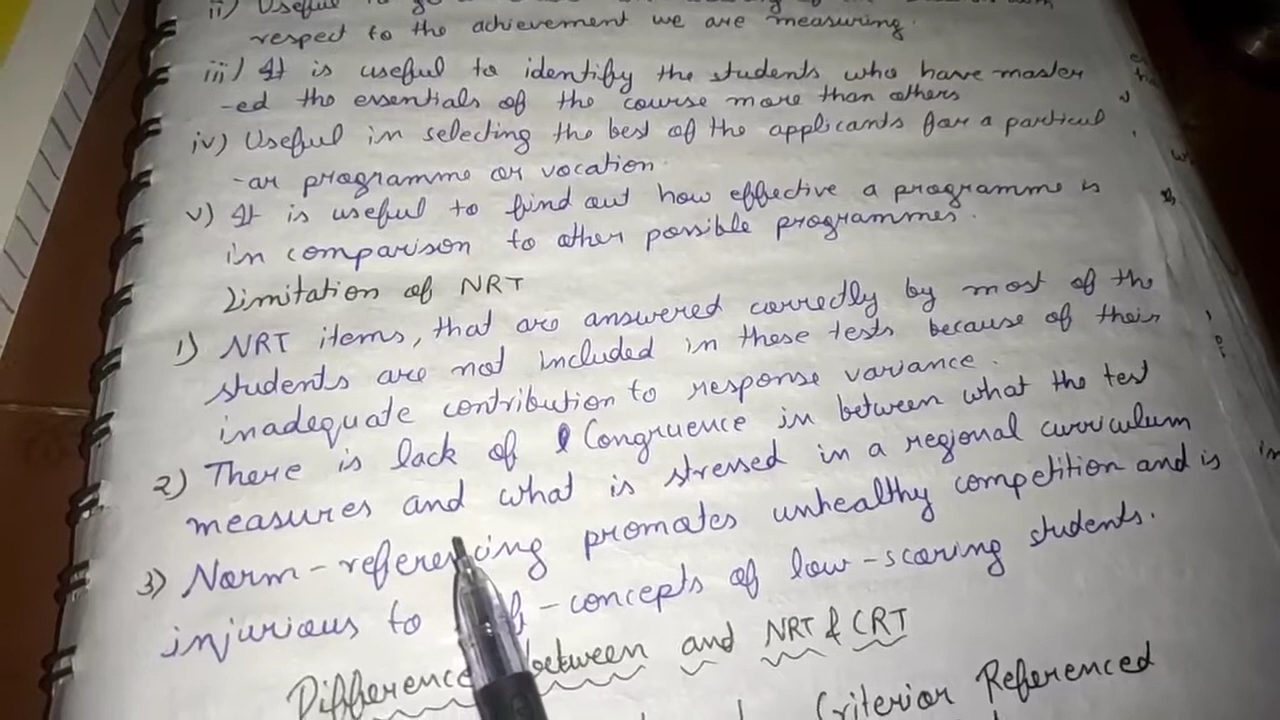 ii) Useful to
respect to the achievement we are measuring.
iii) It is useful to identify the students who have master
-ed the essentials of the course more than others
iv) Useful in selecting the best of the applicants for a particul
-ar programme or vocation.
v) It is useful to find out how effective a programme is
in comparison to other possible programmes.
Limitation of NRT
1) NRT items, that are answered correctly by most of the
students are not included in these tests because of their
inadequate contribution to response variance.
2) There is lack of Congruence in between what the test
measures and what is stressed in a regional curriculum
3) Norm-referencing promotes unhealthy competition and is
injurious to -concepts of low-scoring students.
Difference between and NRT & CRT
Criterior Referenced